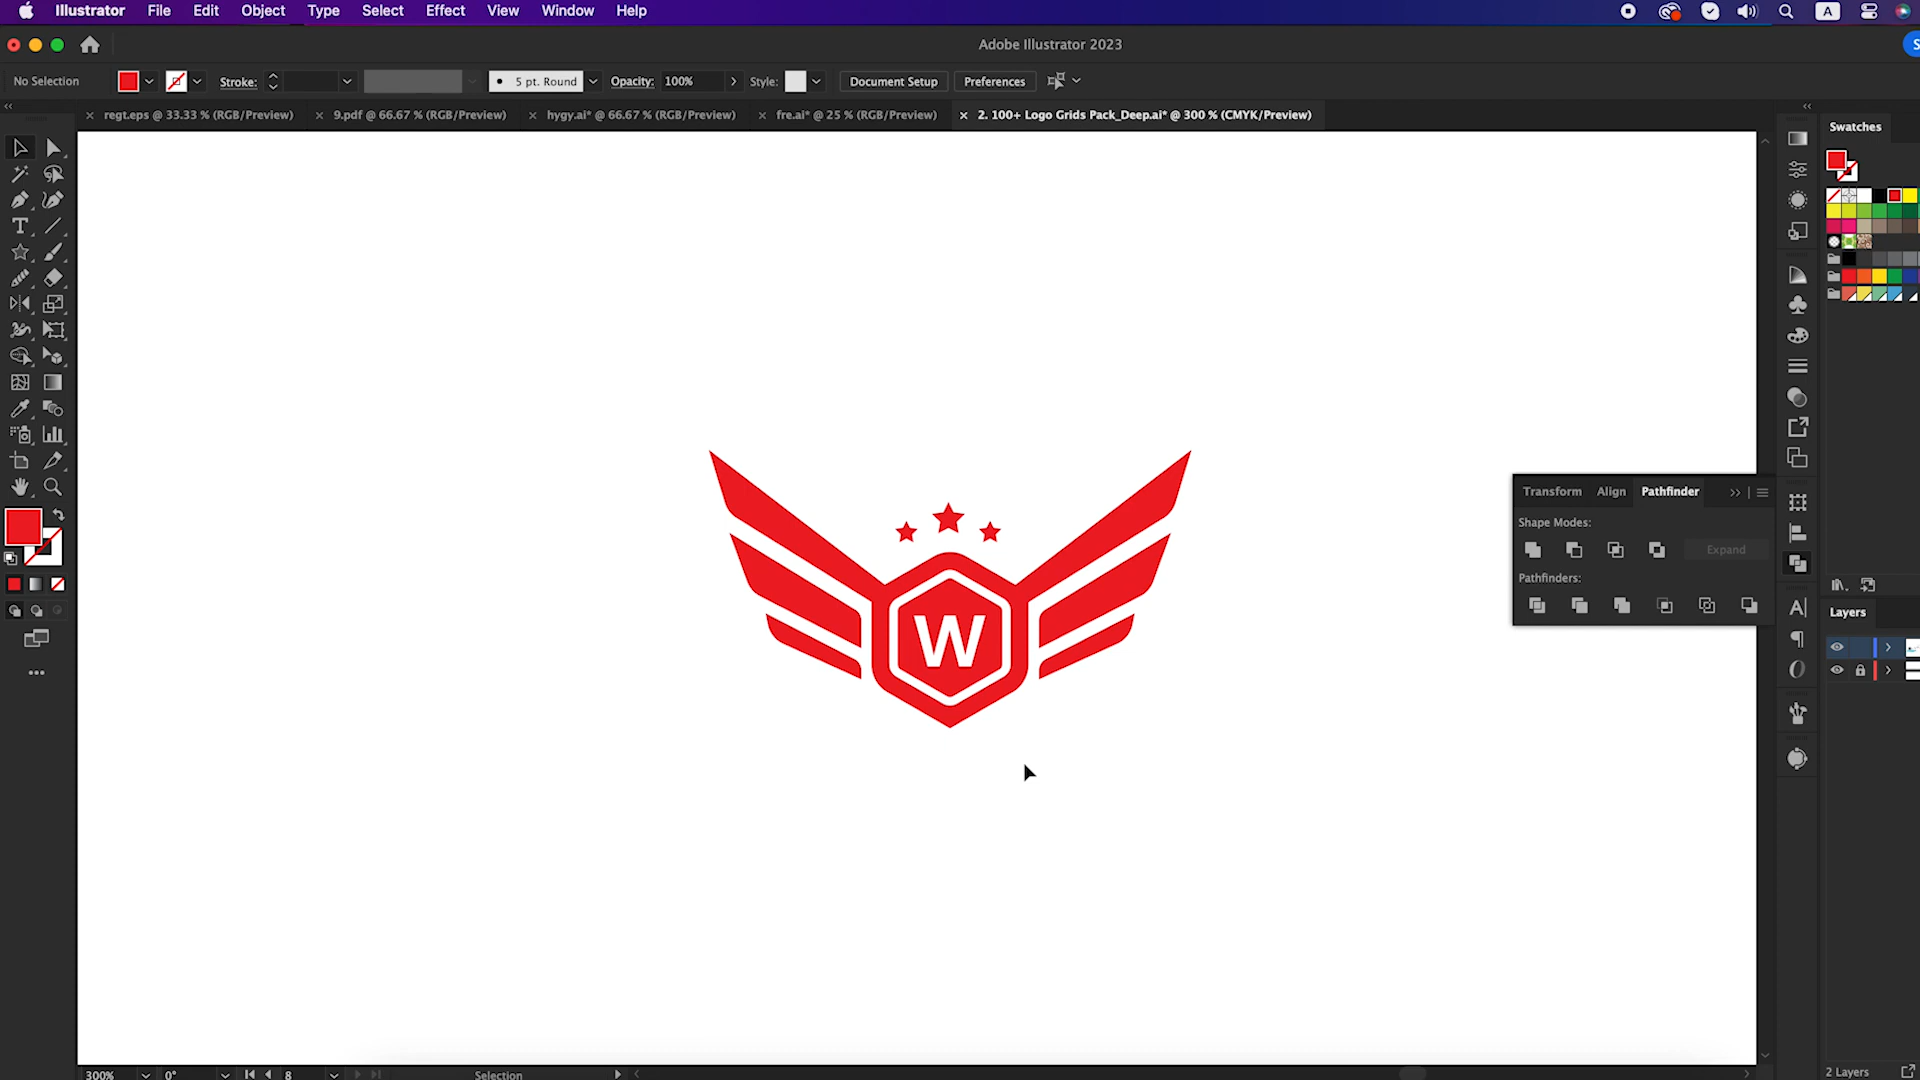 Illustrator File Edit Object Type Select Effect View Window Help
A
Adobe Illustrator 2023
S
No Selection Stroke: 5 pt. Round Opacity: 100% Style: Document Setup Preferences
regt.eps @ 33.33 % (RGB/Preview) 9.pdf @ 66.67 % (RGB/Preview) hygy.ai* @ 66.67 % (RGB/Preview) fre.ai* @ 25 % (RGB/Preview) 2. 100+ Logo Grids Pack_Deep.ai* @ 300 % (CMYK/Preview)
Swatches
Transform Align Pathfinder
Shape Modes:
Expand
Pathfinders:
Layers
W
300% 0° 8 Selection
2 Layers